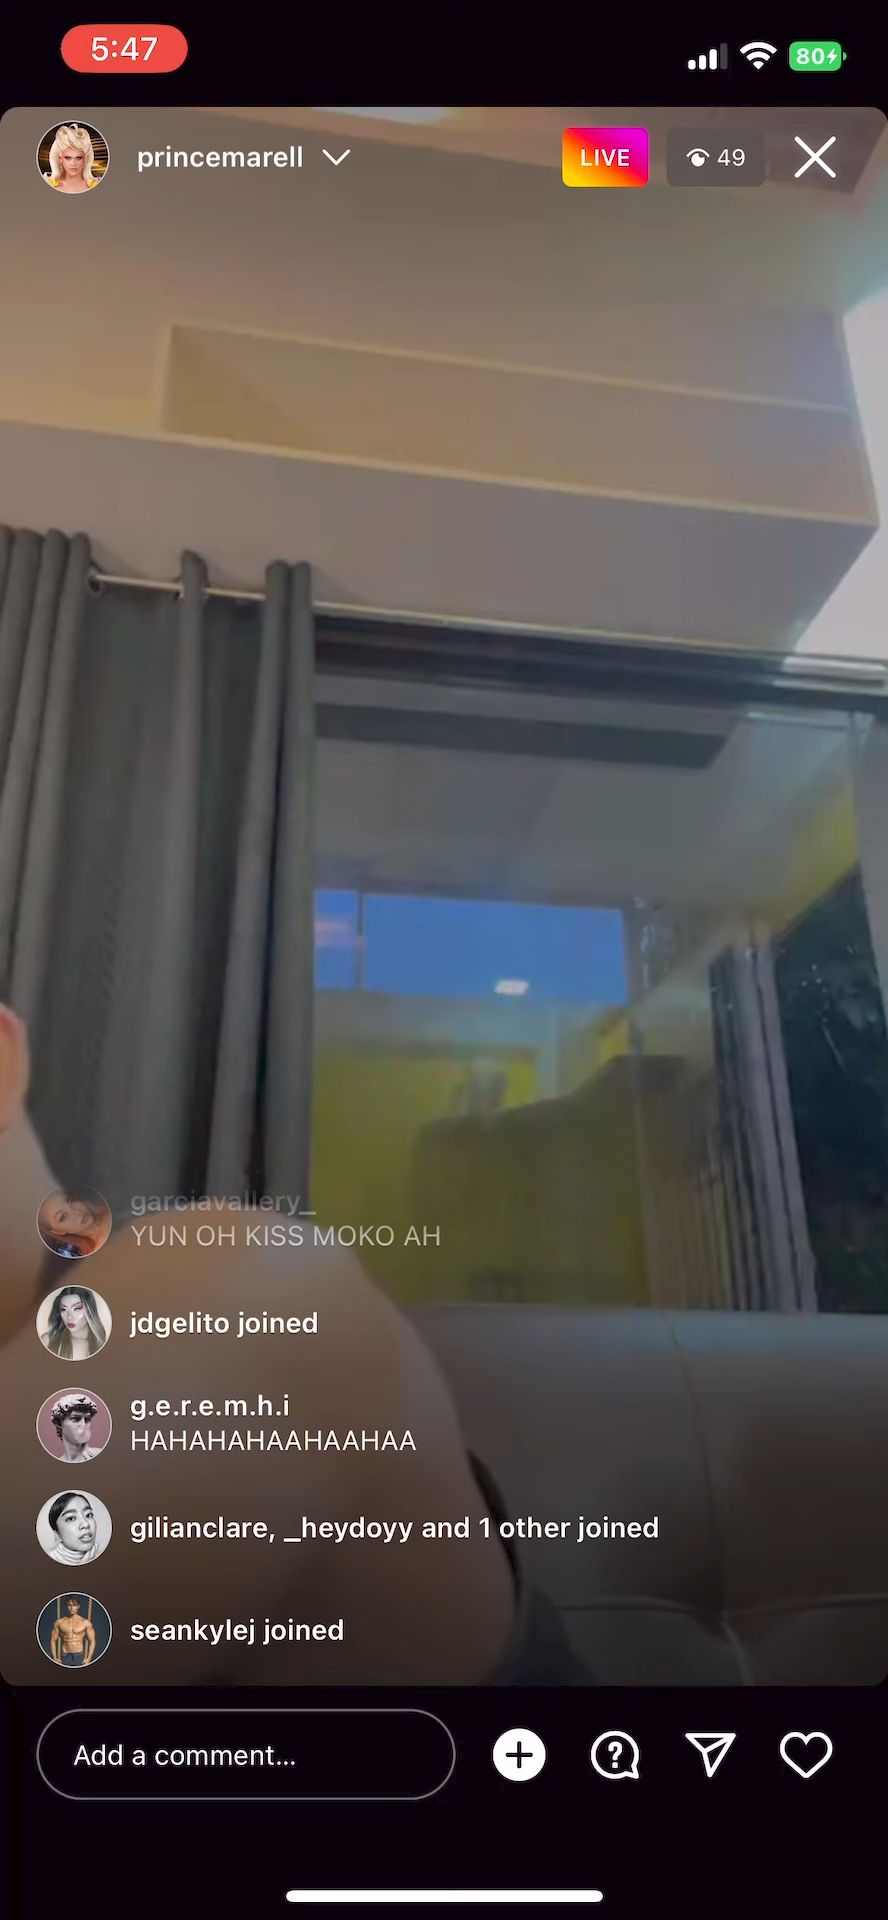 5:47
80
princemarell
LIVE
49
garciavallery_
YUN OH KISS MOKO AH
jdgelito joined
g.e.r.e.m.h.i
HAHAHAHAAHAAHAA
gilianclare, _heydoyy and 1 other joined
seankylej joined
Add a comment...